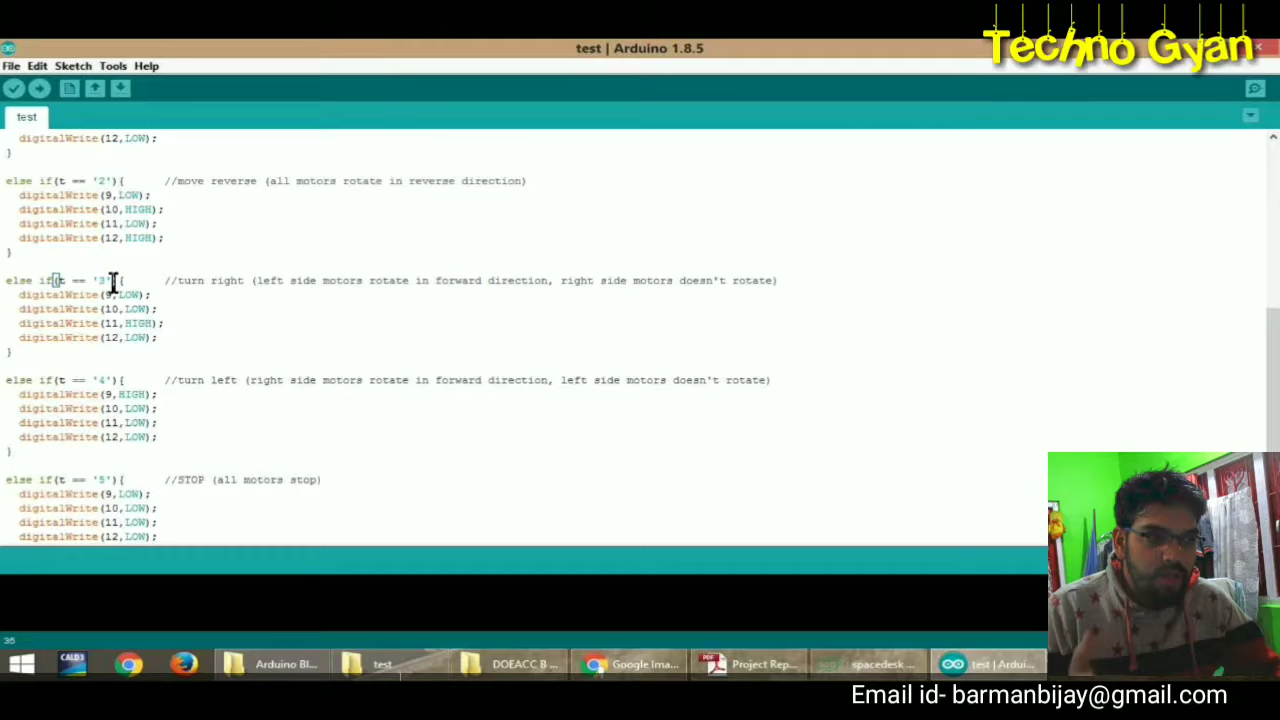 Techno Gyan
test | Arduino 1.8.5
File Edit Sketch Tools Help
test
digitalWrite(12,LOW);
}
else if(t == '2'){ //move reverse (all motors rotate in reverse direction)
digitalWrite(9,LOW);
digitalWrite(10,HIGH);
digitalWrite(11,LOW);
digitalWrite(12,HIGH);
}
else if(t == '3'){ //turn right (left side motors rotate in forward direction, right side motors doesn't rotate)
digitalWrite(9,LOW);
digitalWrite(10,LOW);
digitalWrite(11,HIGH);
digitalWrite(12,LOW);
}
else if(t == '4'){ //turn left (right side motors rotate in forward direction, left side motors doesn't rotate)
digitalWrite(9,HIGH);
digitalWrite(10,LOW);
digitalWrite(11,LOW);
digitalWrite(12,LOW);
}
else if(t == '5'){ //STOP (all motors stop)
digitalWrite(9,LOW);
digitalWrite(10,LOW);
digitalWrite(11,LOW);
digitalWrite(12,LOW);
35
CALD3 Arduino Bl... test DOEACC B ... Google Ima... PDF Project Rep... spacedesk ... test | Ardui...
Email id- barmanbijay@gmail.com